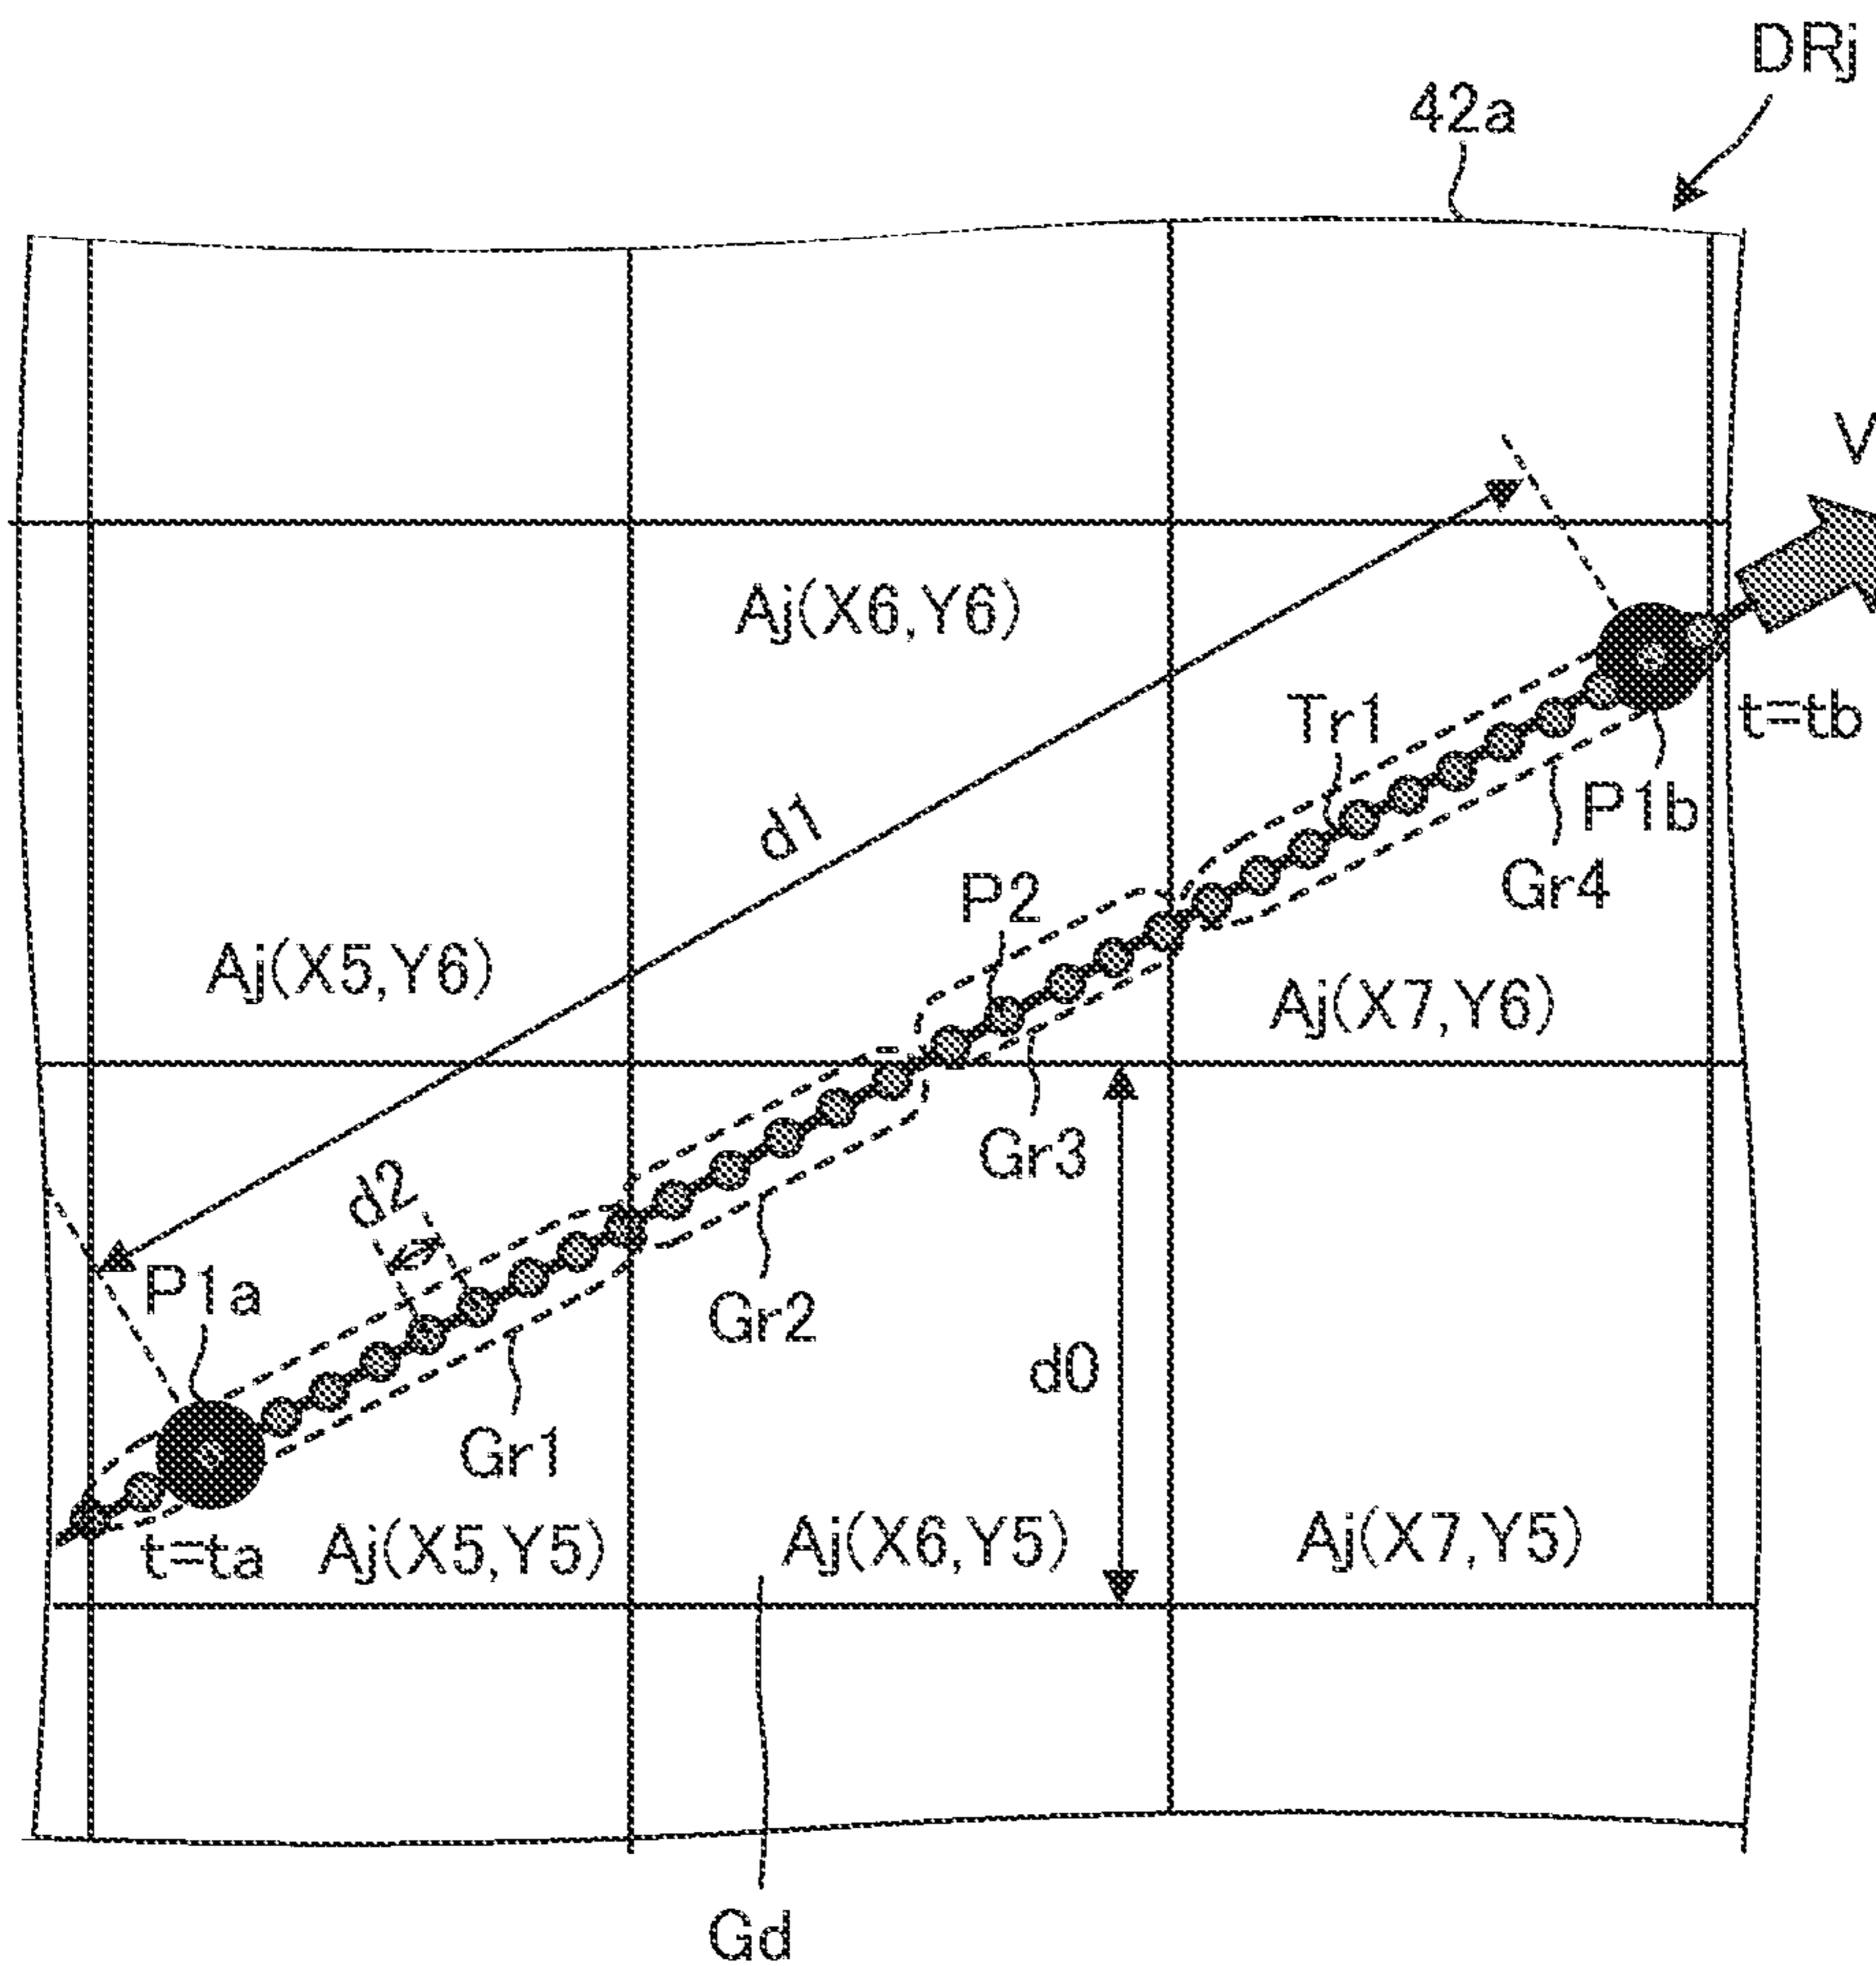 DRj
42a
V
Aj(X6,Y6)
Tr1
t=tb
d1
P1b
P2
Gr4
Aj(X5,Y6)
Aj(X7,Y6)
Gr3
d2
P1a
Gr2
d0
Gr1
t=ta
Aj(X5,Y5)
Aj(X6,Y5)
Aj(X7,Y5)
Gd